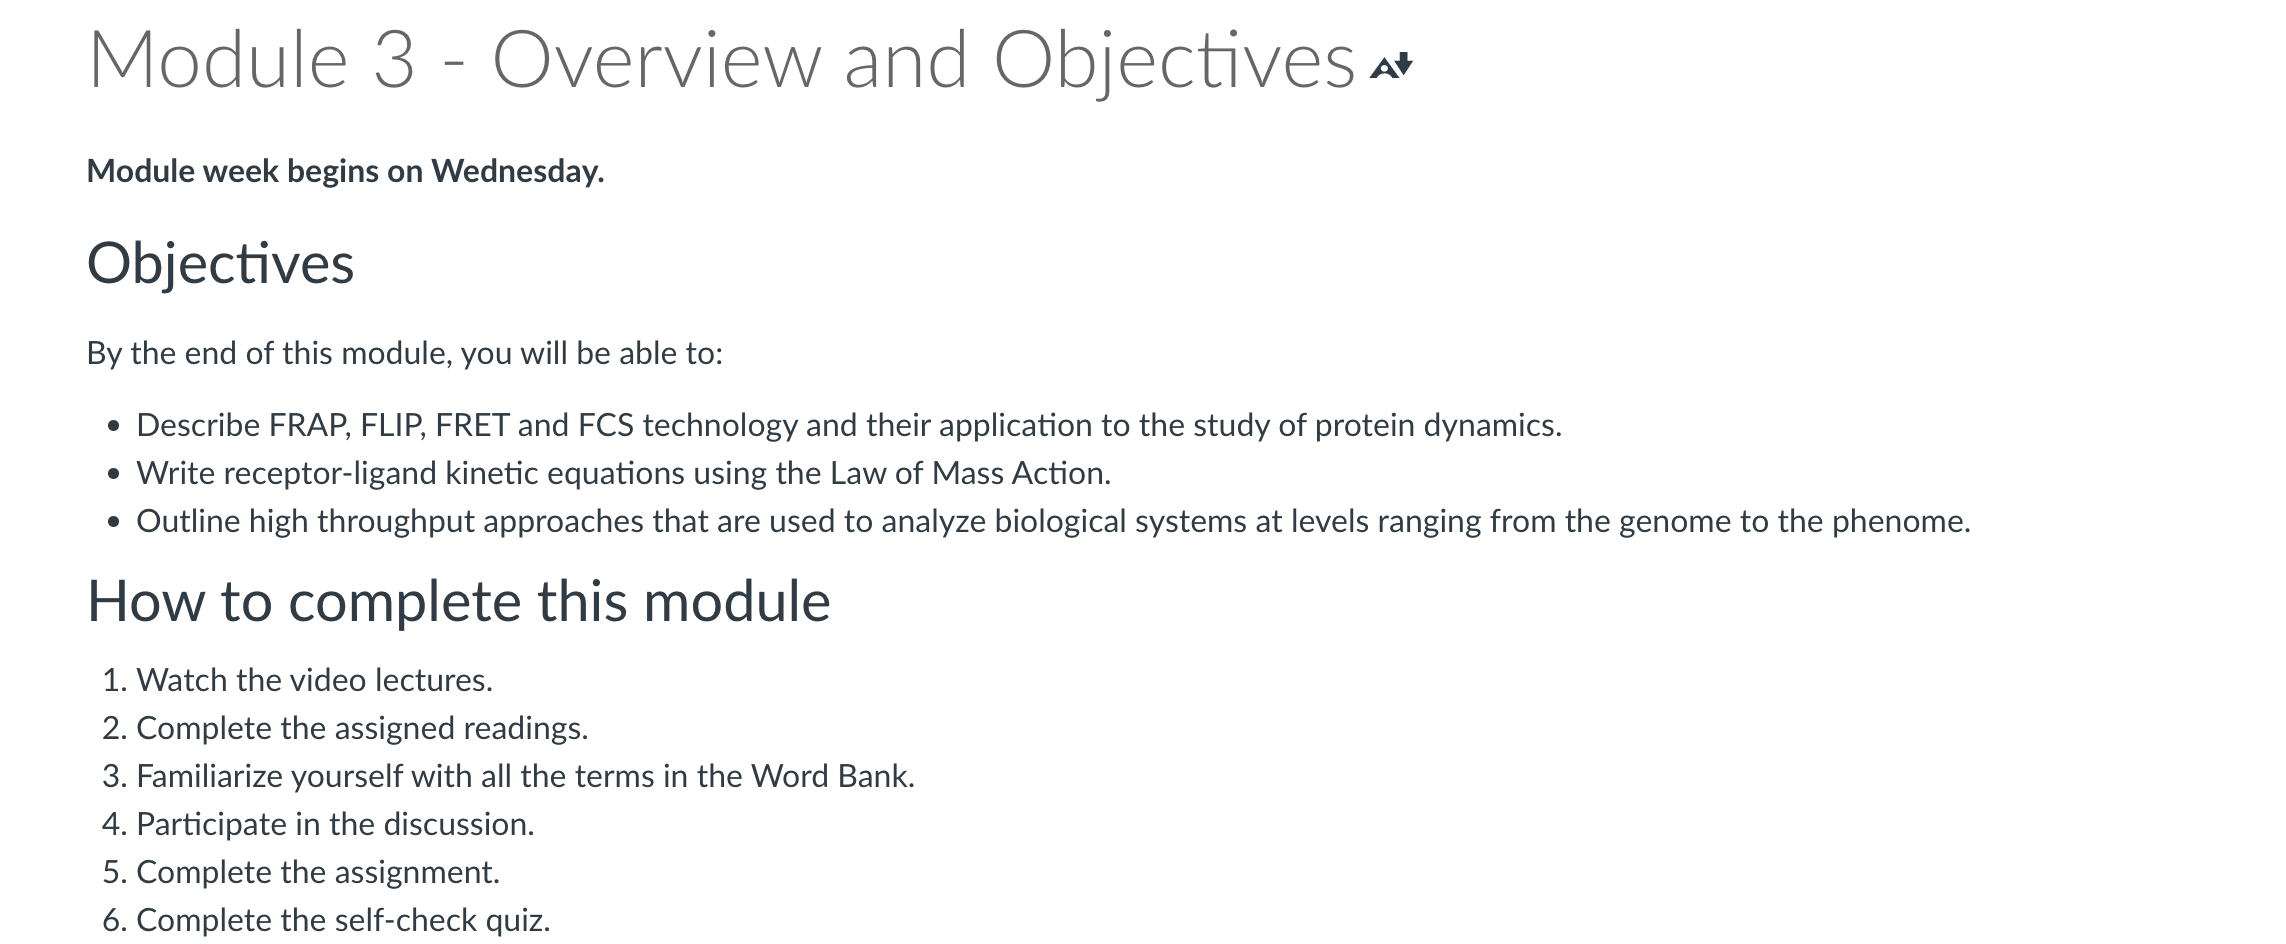 Module 3 - Overview and Objectives
Module week begins on Wednesday.
Objectives
By the end of this module, you will be able to:
• Describe FRAP, FLIP, FRET and FCS technology and their application to the study of protein dynamics.
• Write receptor-ligand kinetic equations using the Law of Mass Action.
• Outline high throughput approaches that are used to analyze biological systems at levels ranging from the genome to the phenome.
How to complete this module
1. Watch the video lectures.
2. Complete the assigned readings.
3. Familiarize yourself with all the terms in the Word Bank.
4. Participate in the discussion.
5. Complete the assignment.
6. Complete the self-check quiz.